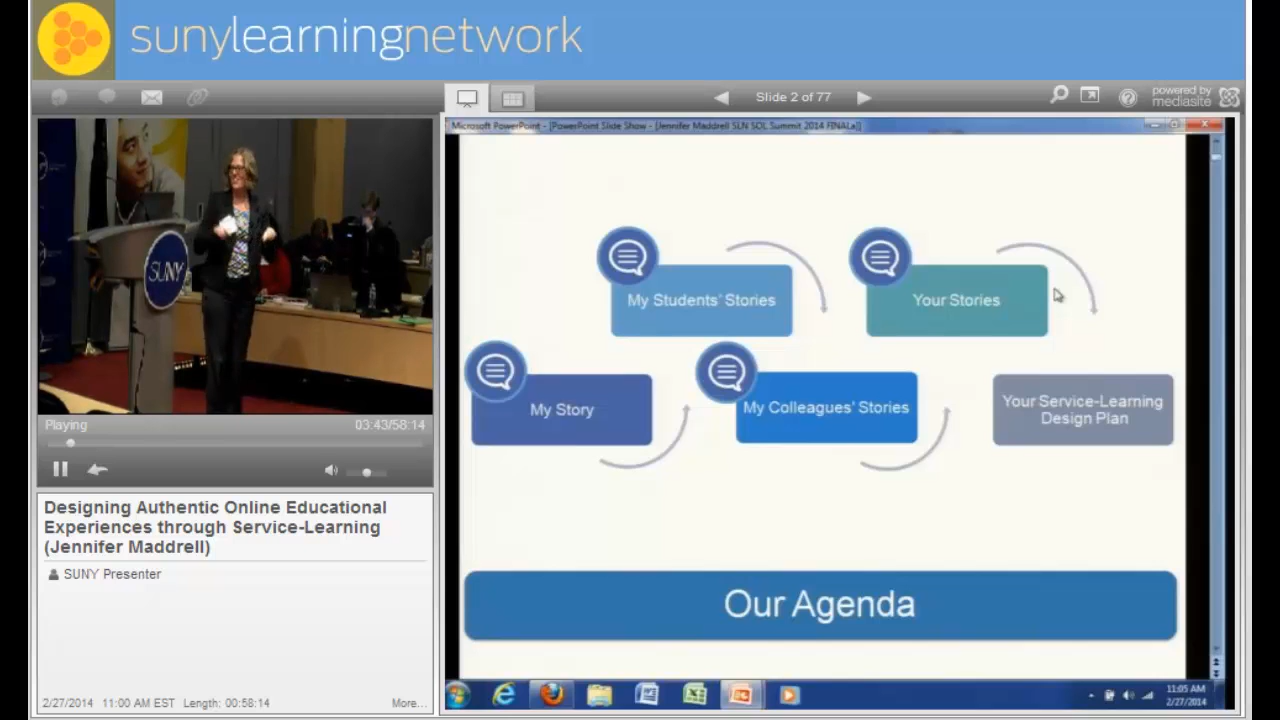 sunylearningnetwork
Slide 2 of 77
powered by
mediasite
Microsoft PowerPoint - [PowerPoint Slide Show - [Jennifer Maddrell SLN SOL Summit 2014 FINALa]]
SUNY
Playing
03:43/58:14
Designing Authentic Online Educational
Experiences through Service-Learning
(Jennifer Maddrell)
SUNY Presenter
2/27/2014 11:00 AM EST Length: 00:58:14
More...
My Students' Stories
Your Stories
My Story
My Colleagues' Stories
Your Service-Learning
Design Plan
Our Agenda
11:05 AM
2/27/2014